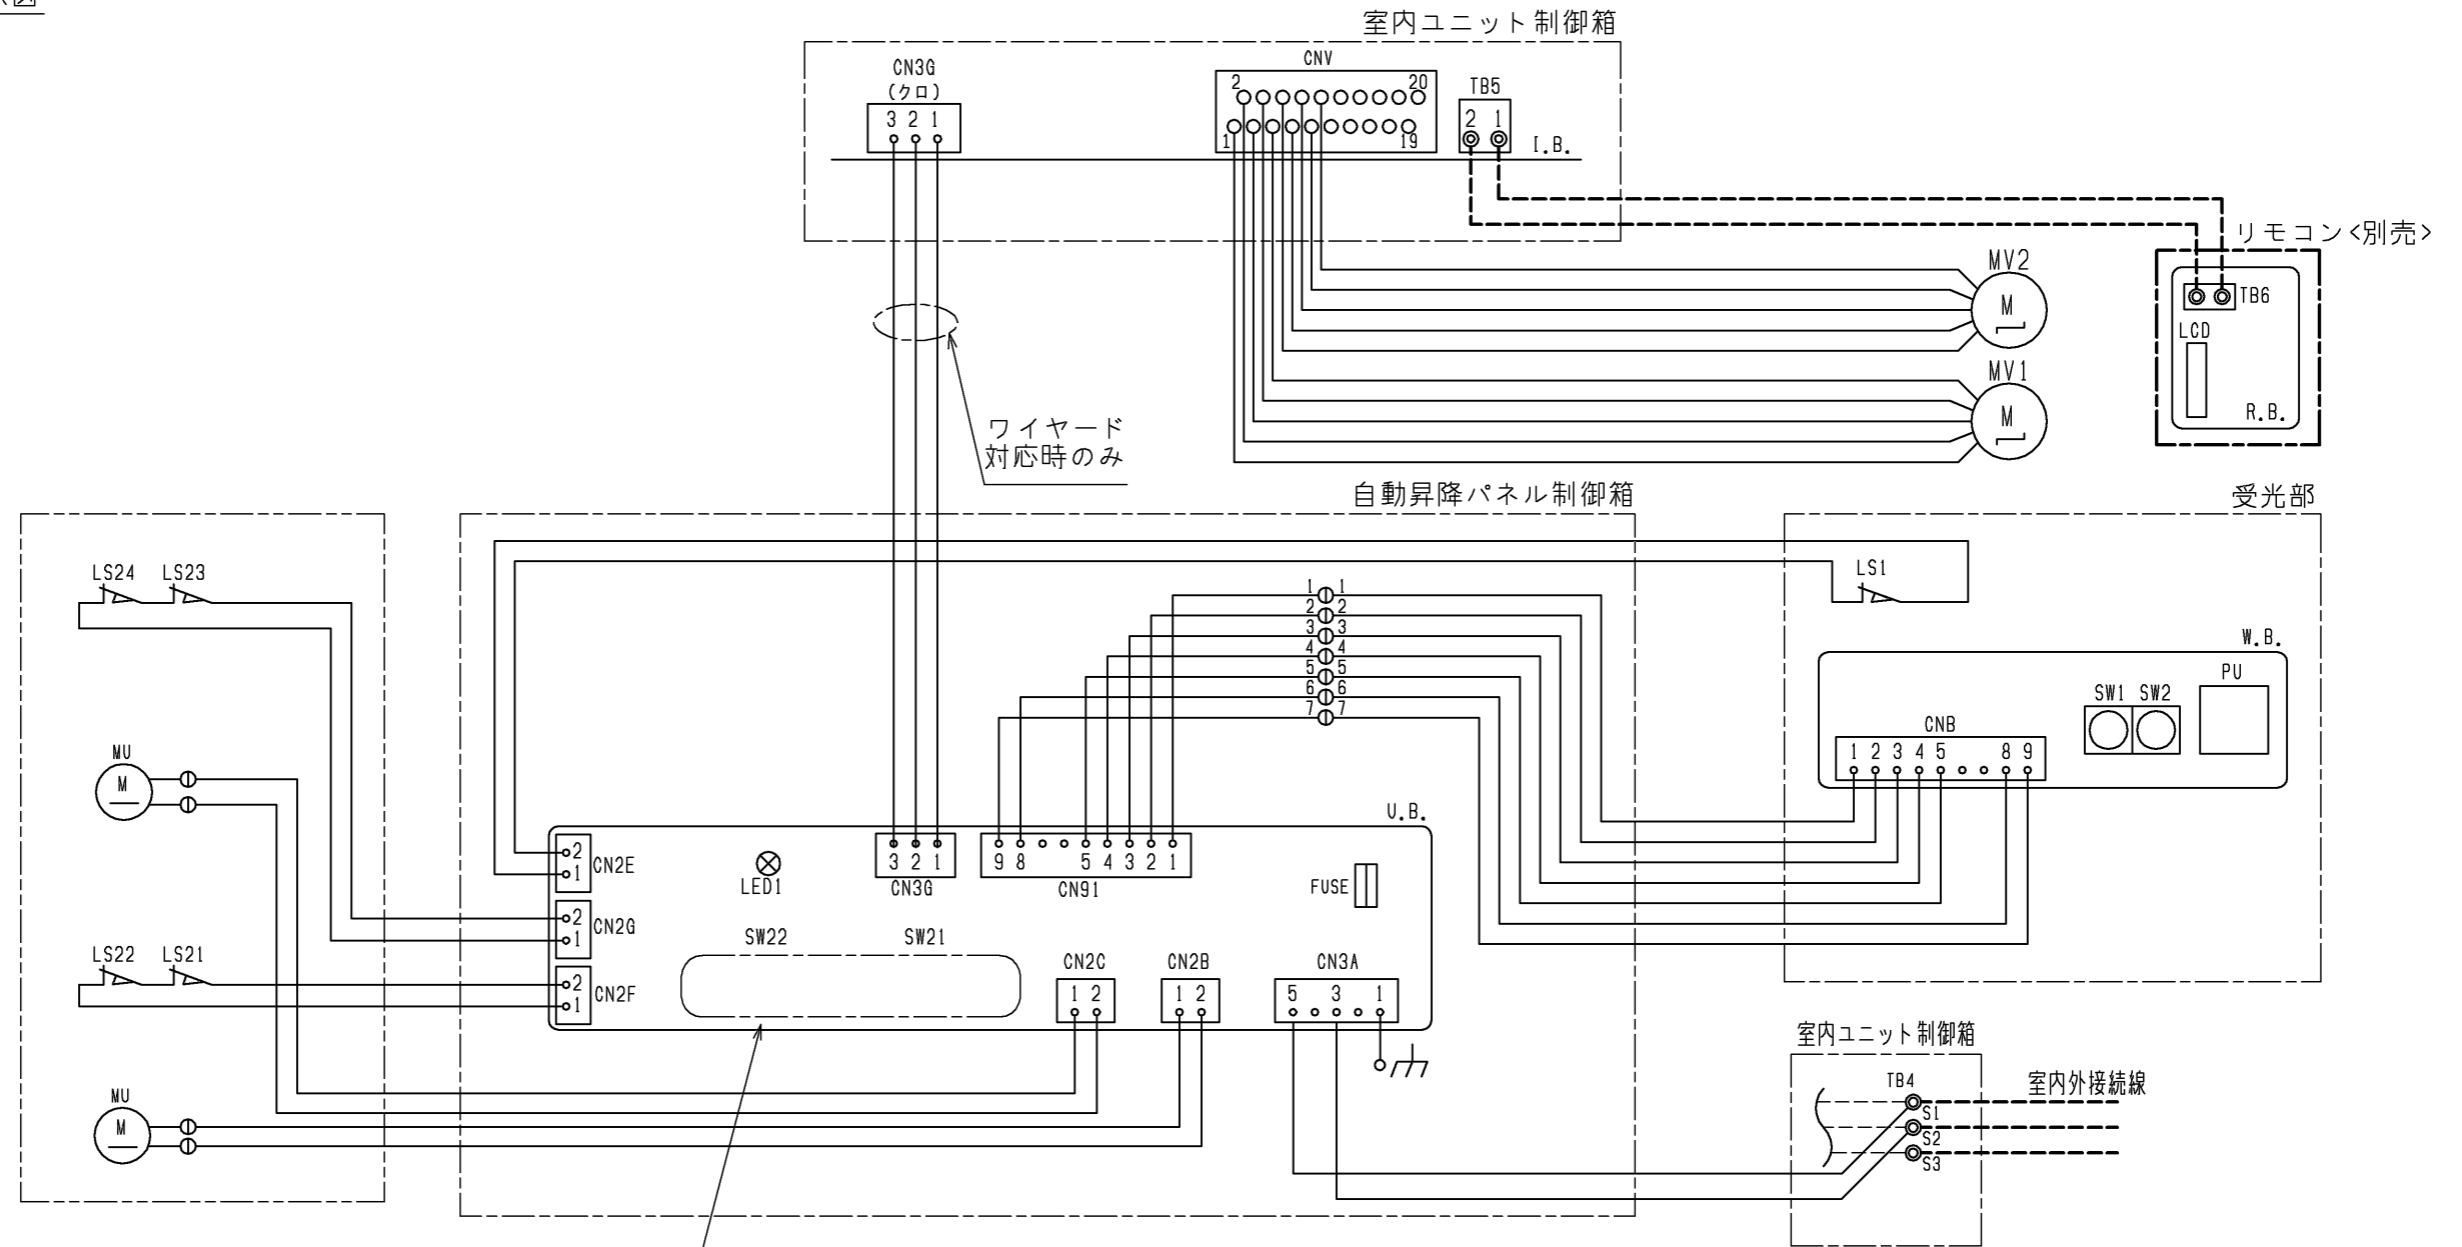 室内ユニット制御箱
CN3G
(クロ)
3 2 1
CNV
2 20
1 19
TB5
2 1
I.B.
リモコン<別売>
TB6
LCD
R.B.
MV2
M
MV1
M
ワイヤード
対応時のみ
自動昇降パネル制御箱
受光部
LS24 LS23
LS1
1 1
2 2
3 3
4 4
5 5
6 6
7 7
W.B.
PU
SW1 SW2
CNB
1 2 3 4 5 8 9
MU
M
U.B.
2
1
CN2E
LED1
3 2 1
CN3G
9 8 5 4 3 2 1
CN91
FUSE
2
1
CN2G
SW22 SW21
LS22 LS21
2
1
CN2F
CN2C
1 2
CN2B
1 2
CN3A
5 3 1
MU
M
室内ユニット制御箱
TB4
室内外接続線
S1
S2
S3